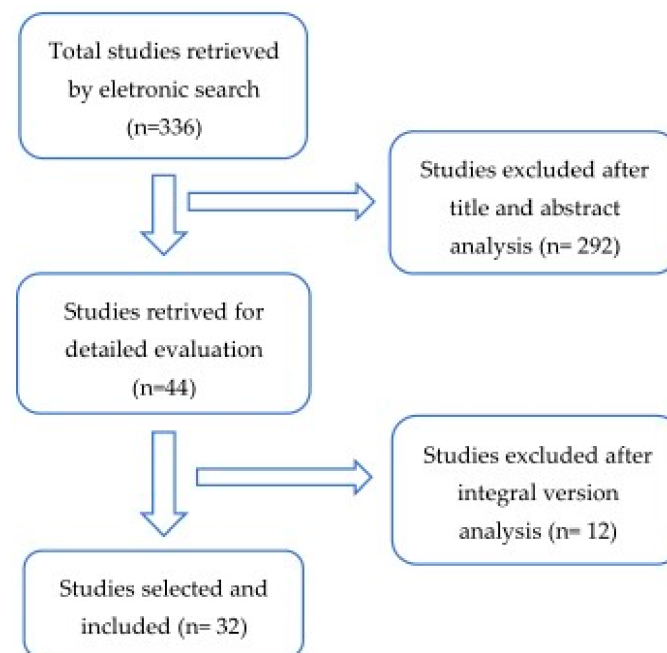 Total studies retrieved
by eletronic search
(n=336)
Studies excluded after
title and abstract
analysis (n= 292)
Studies retrived for
detailed evaluation
(n=44)
Studies excluded after
integral version
analysis (n= 12)
Studies selected and
included (n= 32)